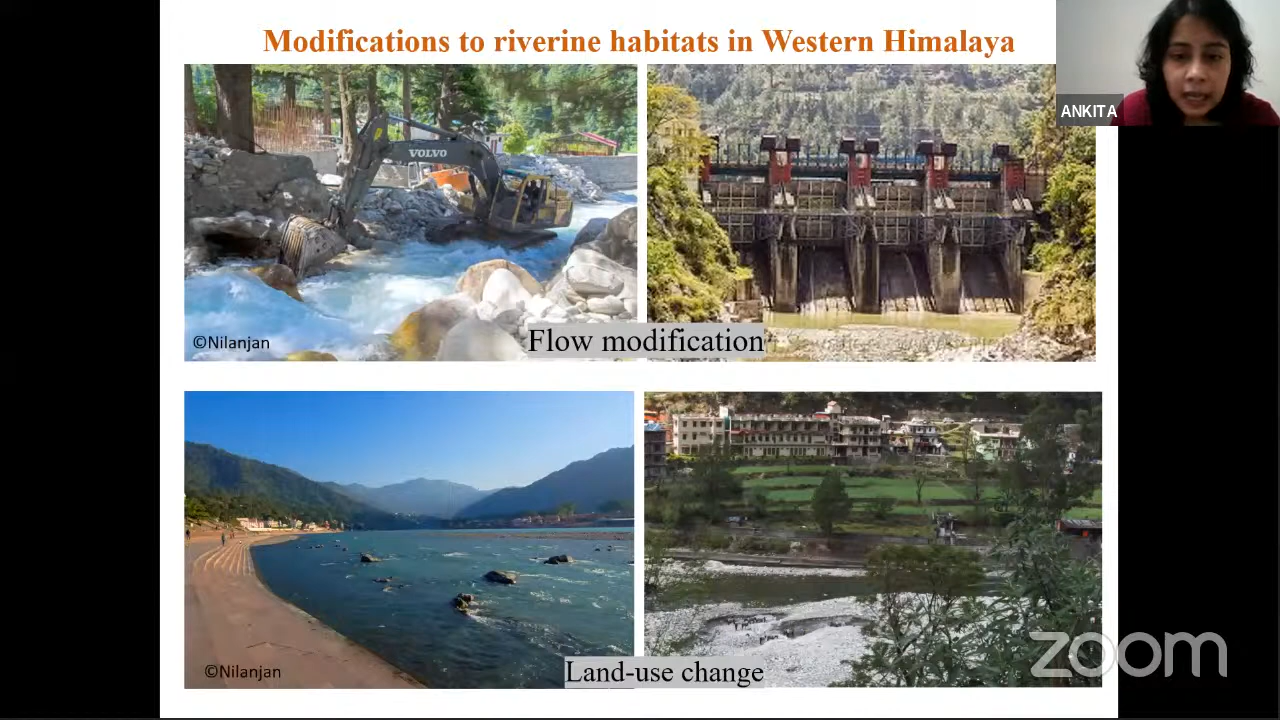 Modifications to riverine habitats in Western Himalaya
ANKITA
VOLVO
©Nilanjan
Flow modification
©Nilanjan
Land-use change
zoom